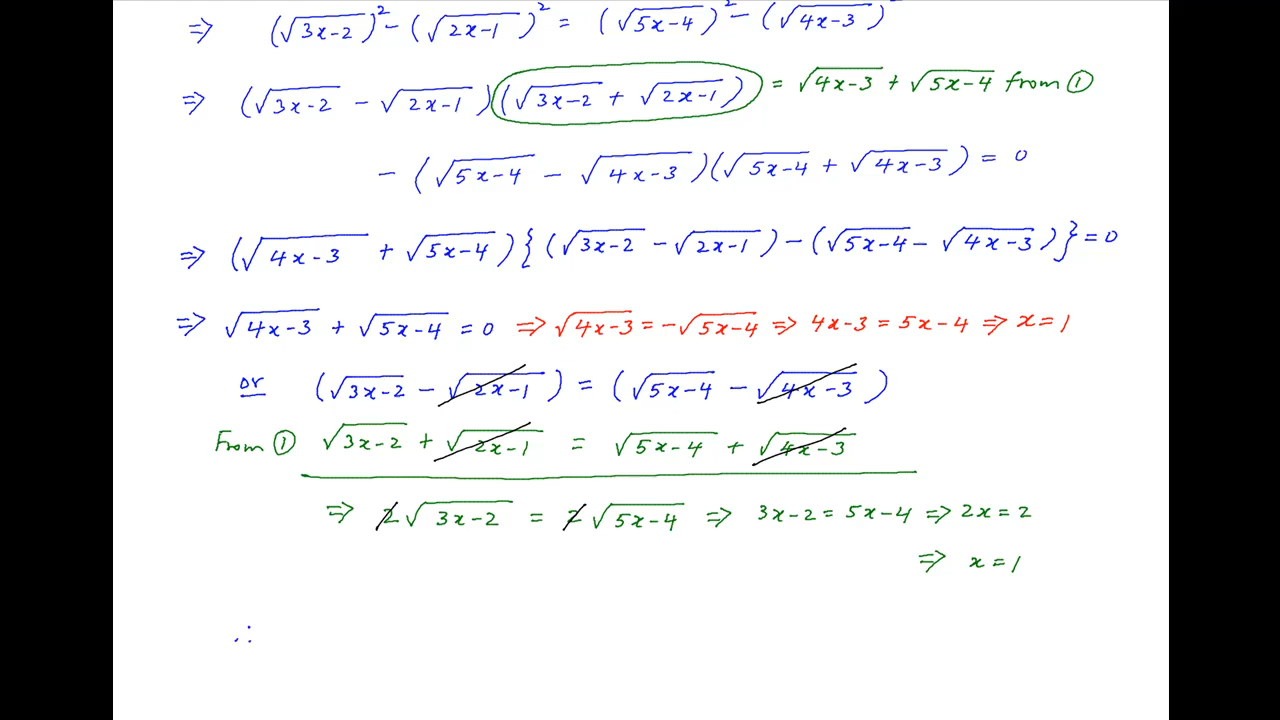 ⇒ (√3x-2)² - (√2x-1)² = (√5x-4)² - (√4x-3)²
⇒ (√3x-2 - √2x-1)(√3x-2 + √2x-1) = √4x-3 + √5x-4 from ①
- (√5x-4 - √4x-3)(√5x-4 + √4x-3) = 0
⇒ (√4x-3 + √5x-4){(√3x-2 - √2x-1) - (√5x-4 - √4x-3)} = 0
⇒ √4x-3 + √5x-4 = 0 ⇒ √4x-3 = -√5x-4 ⇒ 4x-3 = 5x-4 ⇒ x=1
or (√3x-2 - √2x-1) = (√5x-4 - √4x-3)
From ① √3x-2 + √2x-1 = √5x-4 + √4x-3
⇒ 2√3x-2 = 2√5x-4 ⇒ 3x-2 = 5x-4 ⇒ 2x = 2
⇒ x = 1
∴